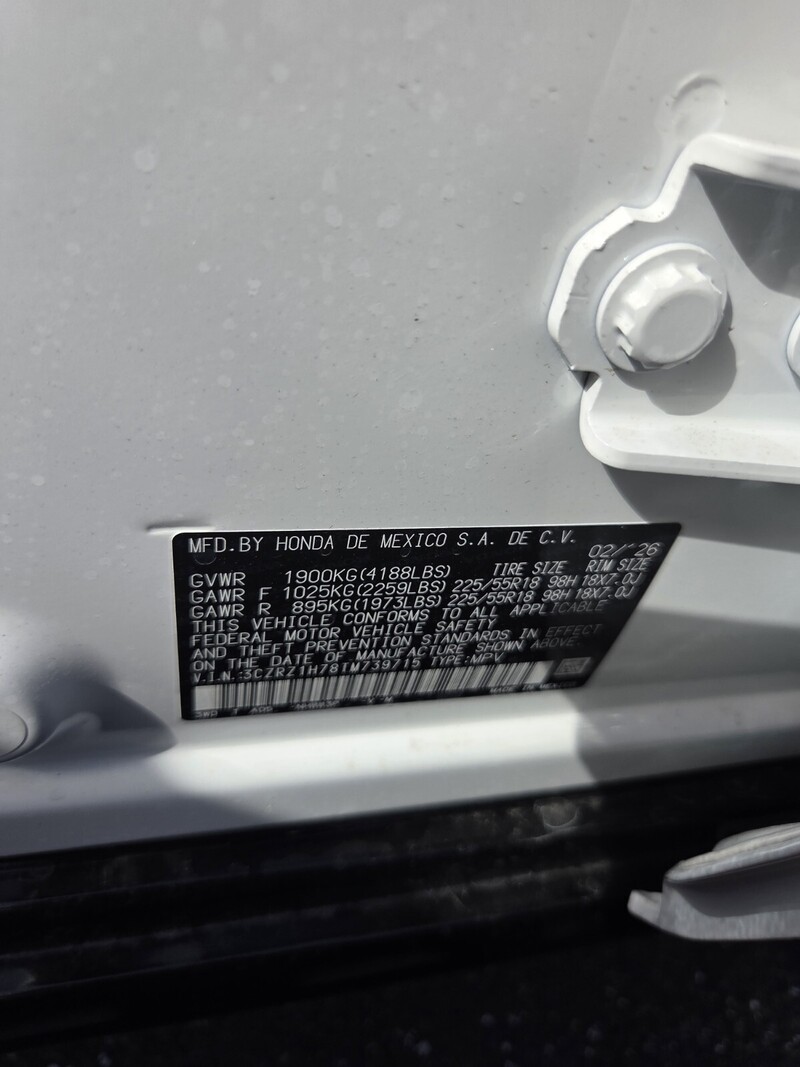 MFD.BY HONDA DE MEXICO S.A. DE C.V. 02/'26
GVWR 1900KG(4188LBS) TIRE SIZE RIM SIZE
GAWR F 1025KG(2259LBS) 225/55R18 98H 18X7.0J
GAWR R 895KG(1973LBS) 225/55R18 98H 18X7.0J
THIS VEHICLE CONFORMS TO ALL APPLICABLE
FEDERAL MOTOR VEHICLE SAFETY
AND THEFT PREVENTION STANDARDS IN EFFECT
ON THE DATE OF MANUFACTURE SHOWN ABOVE.
V.I.N.:3CZRZ1H78TM739715 TYPE:MPV
MADE IN MEXICO